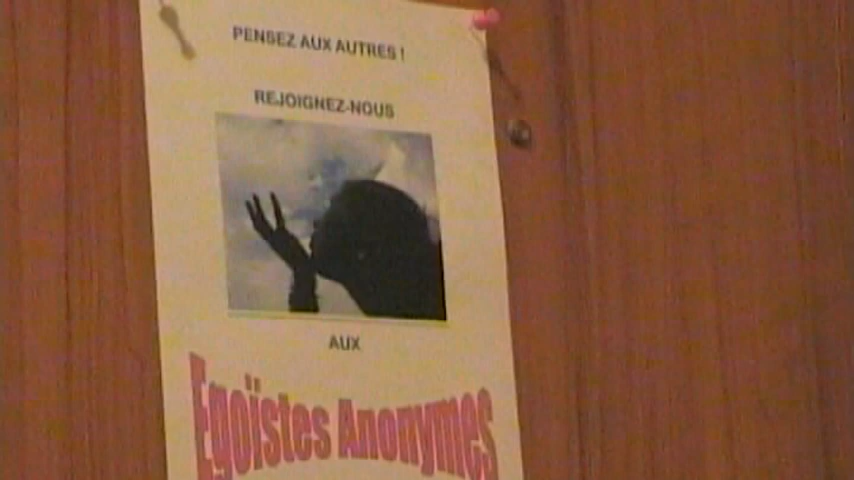 PENSEZ AUX AUTRES !
REJOIGNEZ-NOUS
AUX
Egoïstes Anonymes